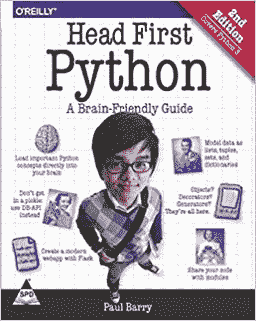 O'REILLY®
Head First
Python
2nd Edition
Covers Python 3
A Brain-Friendly Guide
Load important Python
concepts directly into
your brain
Model data as
lists, tuples,
sets, and
dictionaries
Don't get
in a pickle:
use DB-API
instead
Objects?
Decorators?
Generators?
They're all here.
Create a modern
webapp with Flask
Share your code
with modules
SPD
Paul Barry